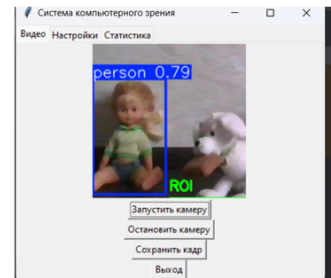 Система компьютерного зрения
Видео Настройки Статистика
person 0.79
ROI
Запустить камеру
Остановить камеру
Сохранить кадр
Выход